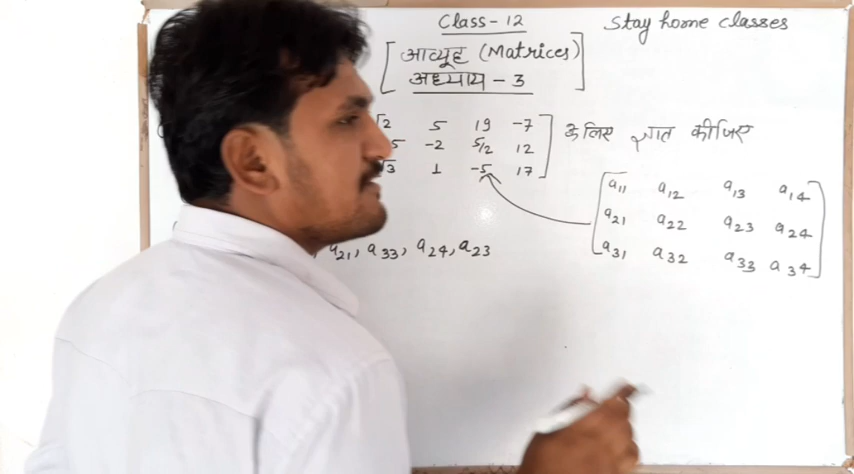 Class-12
Stay home classes
[आव्यूह (Matrices)
अध्याय - 3]
√2 5 19 -7
5 -2 5/2 12
√3 1 -5 17
के लिए ज्ञात कीजिए
a11 a12 a13 a14
a21 a22 a23 a24
a31 a32 a33 a34
a21, a33, a24, a23